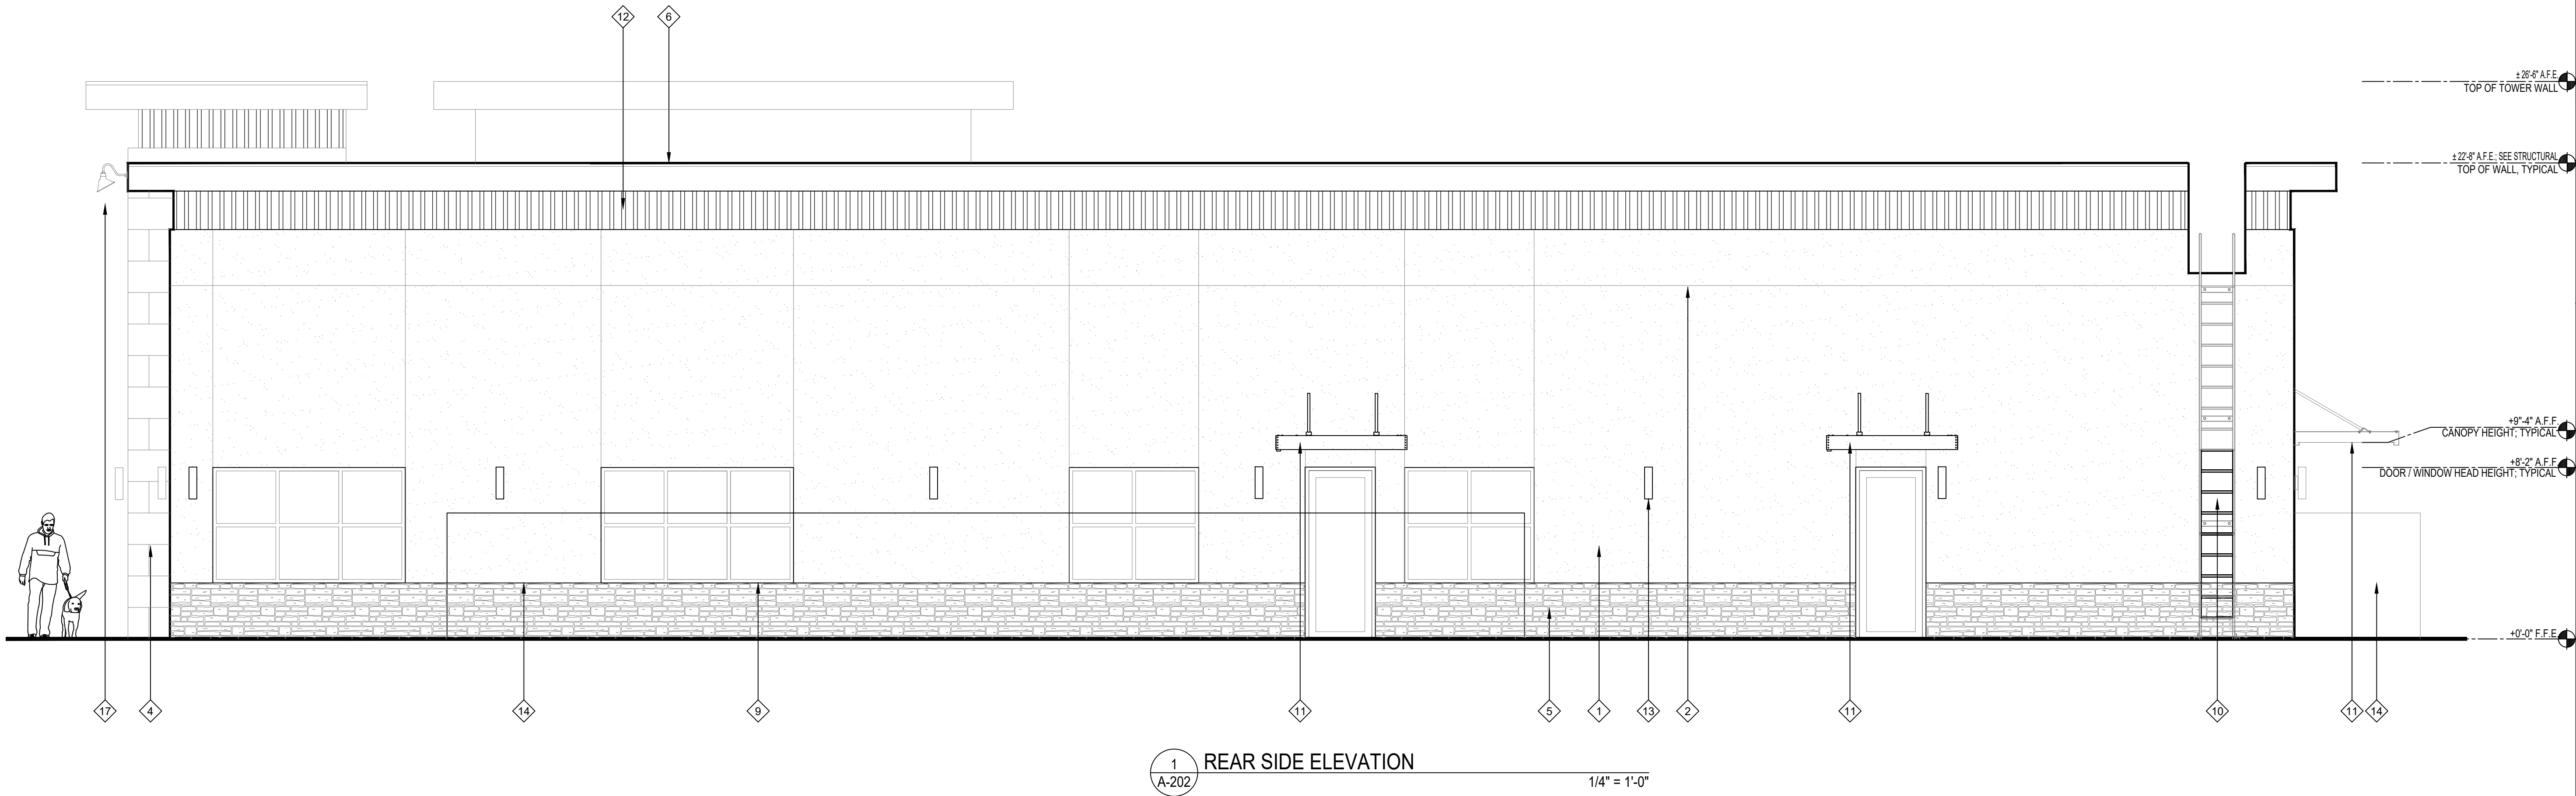 12 6
± 26'-6" A.F.E.
TOP OF TOWER WALL
± 22'-8" A.F.E.; SEE STRUCTURAL
TOP OF WALL, TYPICAL
+9"-4" A.F.F.
CANOPY HEIGHT; TYPICAL
+8'-2" A.F.F.
DOOR / WINDOW HEAD HEIGHT; TYPICAL
+0'-0" F.F.E.
17 4 14 9 11 5 1 13 2 11 10 11 14
1
A-202
REAR SIDE ELEVATION
1/4" = 1'-0"